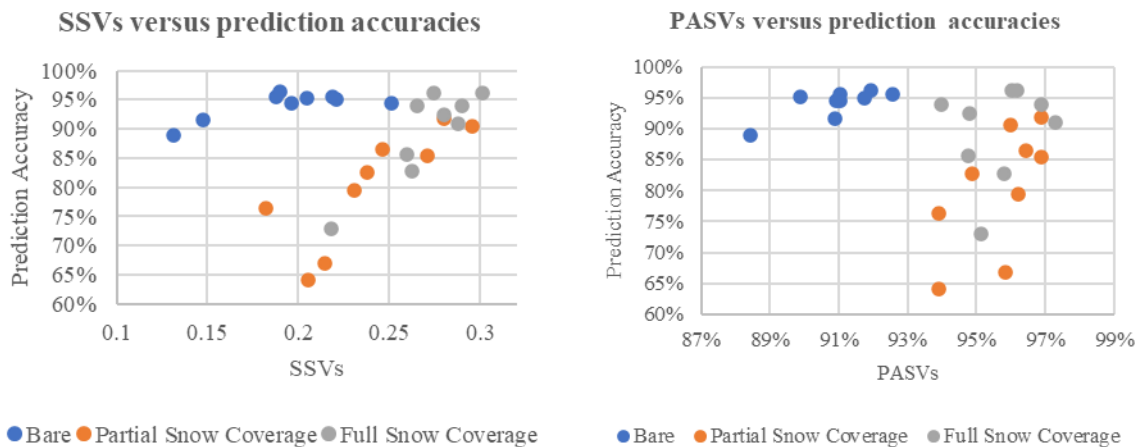 SSVs versus prediction accuracies
100%
95%
90%
85%
80%
75%
70%
65%
60%
Prediction Accuracy
0.1 0.15 0.2 0.25 0.3
SSVs
Bare Partial Snow Coverage Full Snow Coverage
PASVs versus prediction accuracies
100%
95%
90%
85%
80%
75%
70%
65%
60%
Prediction Accuracy
87% 89% 91% 93% 95% 97% 99%
PASVs
Bare Partial Snow Coverage Full Snow Coverage